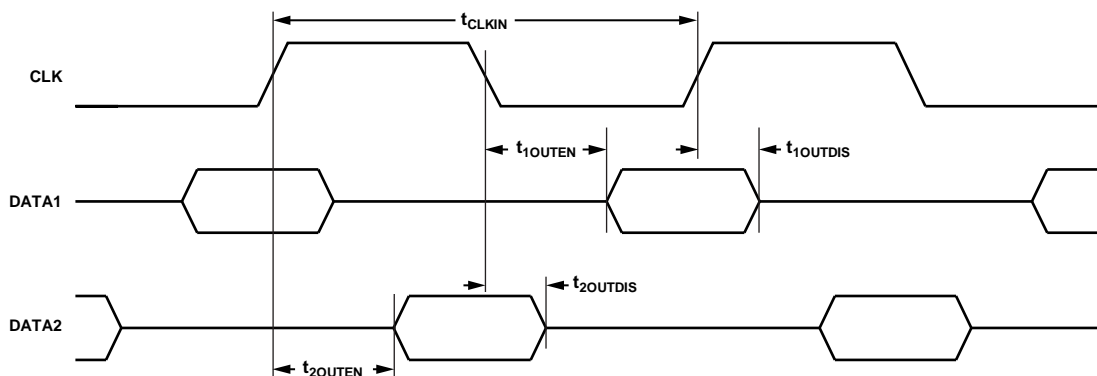 tCLKIN
CLK
t1OUTEN
t1OUTDIS
DATA1
t2OUTDIS
DATA2
t2OUTEN